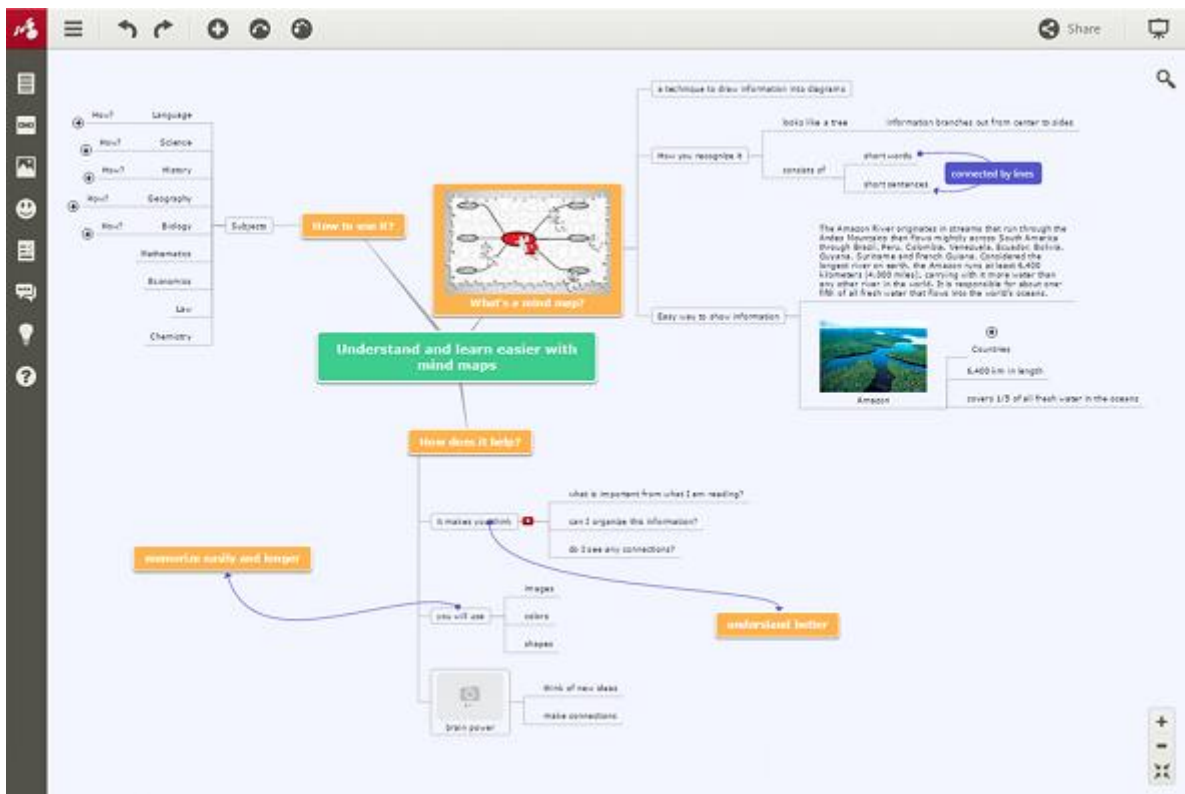 Share
a technique to draw information into diagrams
How you recognize it
looks like a tree
information branches out from center to sides
consists of
short words
short sentences
connected by lines
How? Language
How? Science
How? History
How? Geography
How? Biology
Mathematics
Economics
Law
Chemistry
Subjects
How to use it?
What's a mind map?
The Amazon River originates in streams that run through the
Andes Mountains then flows mightily across South America
through Brazil, Peru, Colombia, Venezuela, Ecuador, Bolivia,
Guyana, Suriname and French Guiana. Considered the
longest river on earth, the Amazon runs at least 6,400
kilometers (4,000 miles), carrying with it more water than
any other river in the world. It is responsible for about one-
fifth of all fresh water that flows into the world's oceans.
Easy way to show information
Amazon
Countries
6,400 km in length
covers 1/5 of all fresh water in the oceans
Understand and learn easier with
mind maps
How does it help?
it makes you think
what is important from what I am reading?
can I organize this information?
do I see any connections?
memorize easily and longer
understand better
you will use
images
colors
shapes
brain power
think of new ideas
make connections